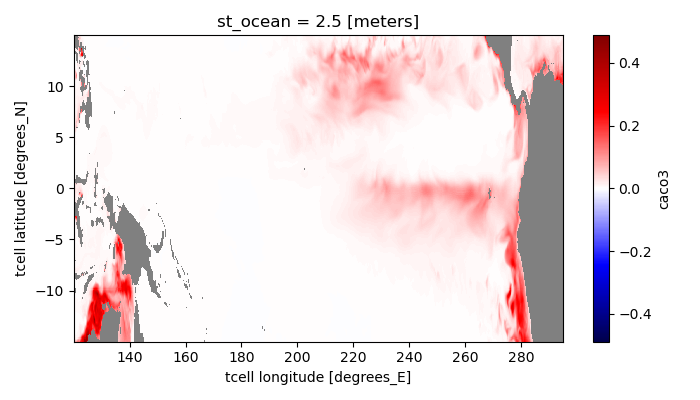 st_ocean = 2.5 [meters]
tcell latitude [degrees_N]
10
5
0
−5
−10
140 160 180 200 220 240 260 280
tcell longitude [degrees_E]
0.4
0.2
0.0
−0.2
−0.4
caco3